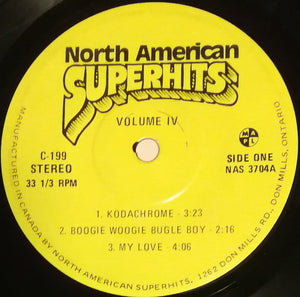 North American
SUPERHITS
VOLUME IV
C-199
STEREO
33 1/3 RPM
M A P L
SIDE ONE
NAS 3704A
1. KODACHROME - 3:23
2. BOOGIE WOOGIE BUGLE BOY - 2:16
3. MY LOVE - 4:06
MANUFACTURED IN CANADA BY NORTH AMERICAN SUPERHITS, 1262 DON MILLS RD., DON MILLS, ONTARIO